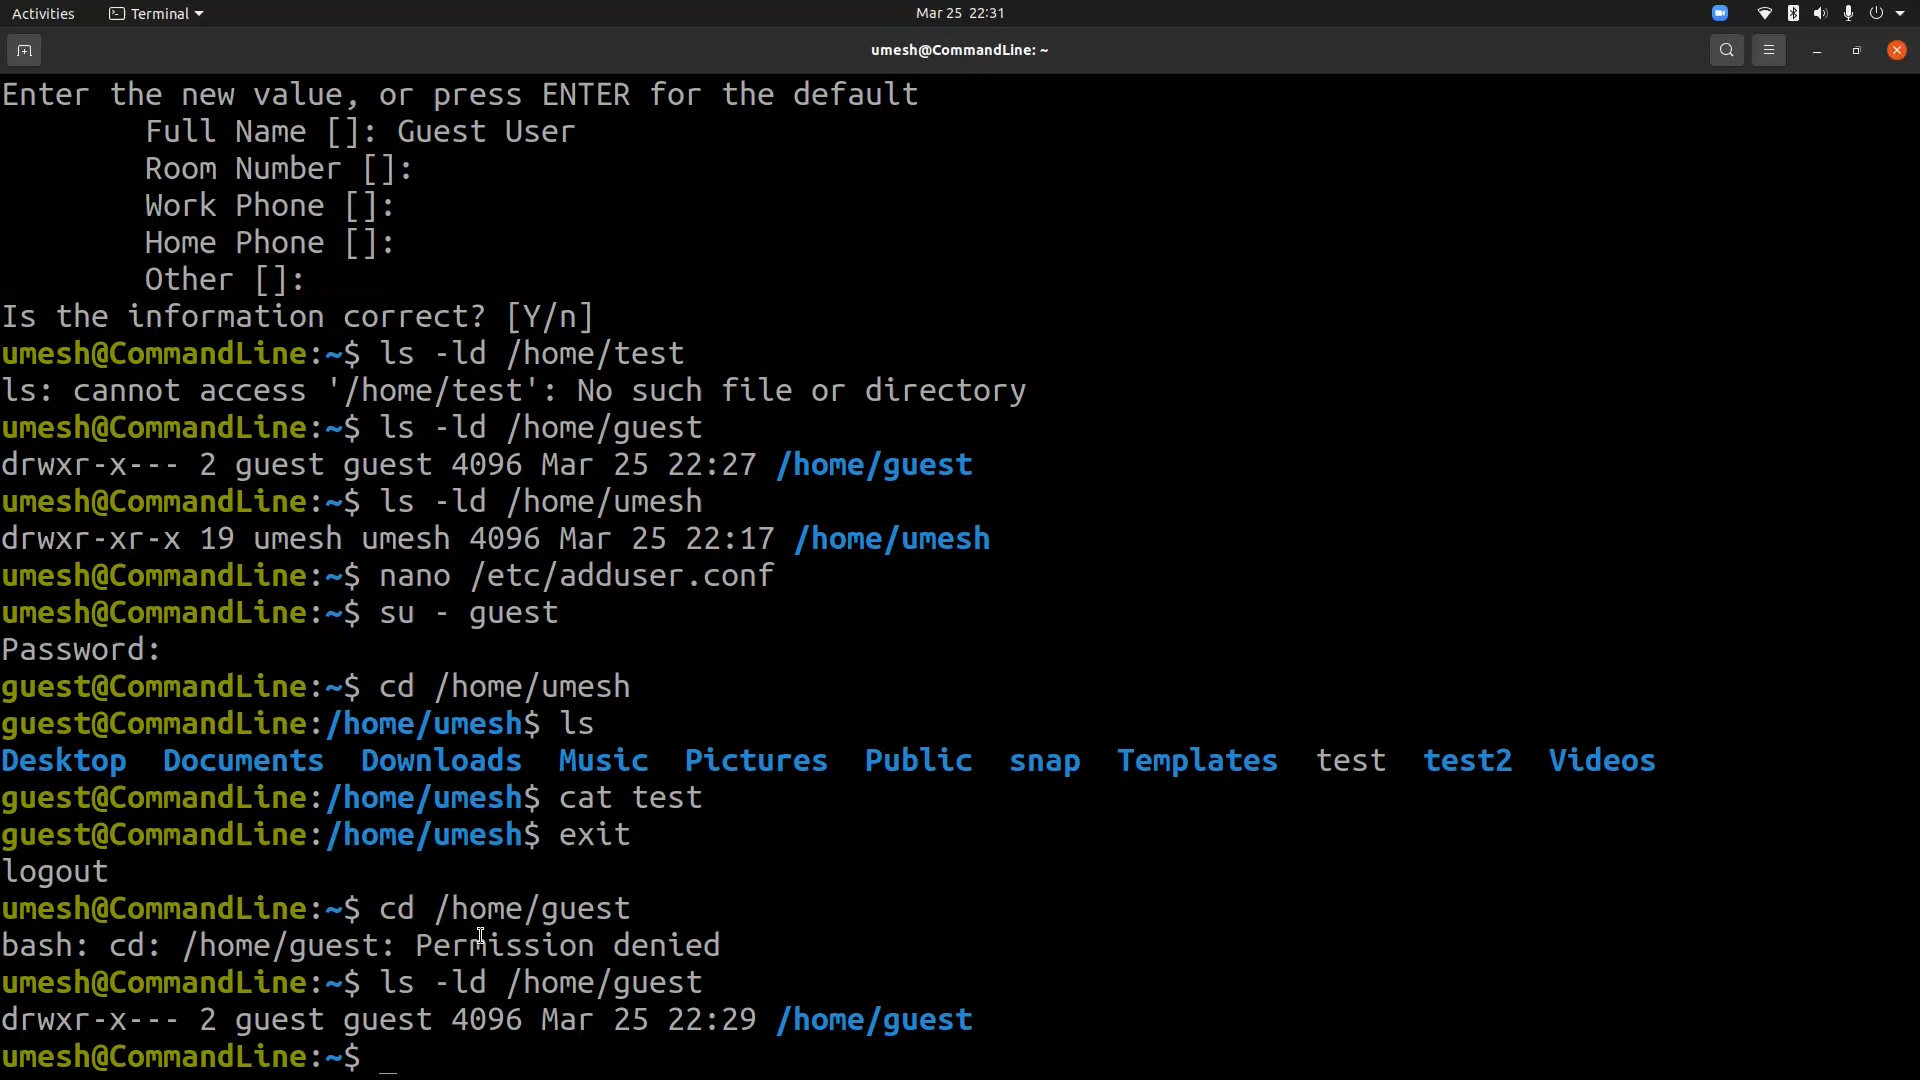 Activities Terminal Mar 25 22:31
umesh@CommandLine: ~
Enter the new value, or press ENTER for the default
Full Name []: Guest User
Room Number []:
Work Phone []:
Home Phone []:
Other []:
Is the information correct? [Y/n]
umesh@CommandLine:~$ ls -ld /home/test
ls: cannot access '/home/test': No such file or directory
umesh@CommandLine:~$ ls -ld /home/guest
drwxr-x--- 2 guest guest 4096 Mar 25 22:27 /home/guest
umesh@CommandLine:~$ ls -ld /home/umesh
drwxr-xr-x 19 umesh umesh 4096 Mar 25 22:17 /home/umesh
umesh@CommandLine:~$ nano /etc/adduser.conf
umesh@CommandLine:~$ su - guest
Password:
guest@CommandLine:~$ cd /home/umesh
guest@CommandLine:/home/umesh$ ls
Desktop Documents Downloads Music Pictures Public snap Templates test test2 Videos
guest@CommandLine:/home/umesh$ cat test
guest@CommandLine:/home/umesh$ exit
logout
umesh@CommandLine:~$ cd /home/guest
bash: cd: /home/guest: Permission denied
umesh@CommandLine:~$ ls -ld /home/guest
drwxr-x--- 2 guest guest 4096 Mar 25 22:29 /home/guest
umesh@CommandLine:~$ _